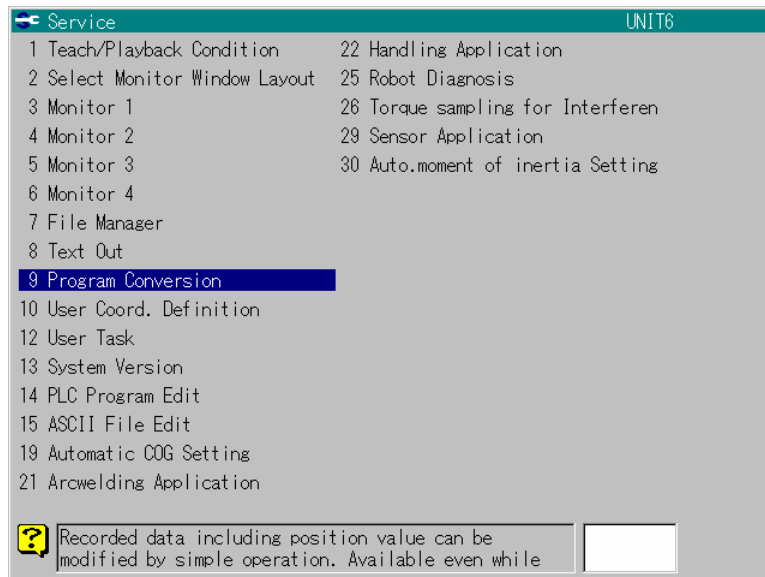 Service UNIT6
1 Teach/Playback Condition
2 Select Monitor Window Layout
3 Monitor 1
4 Monitor 2
5 Monitor 3
6 Monitor 4
7 File Manager
8 Text Out
9 Program Conversion
10 User Coord. Definition
12 User Task
13 System Version
14 PLC Program Edit
15 ASCII File Edit
19 Automatic COG Setting
21 Arcwelding Application
22 Handling Application
25 Robot Diagnosis
26 Torque sampling for Interferen
29 Sensor Application
30 Auto.moment of inertia Setting
Recorded data including position value can be
modified by simple operation. Available even while